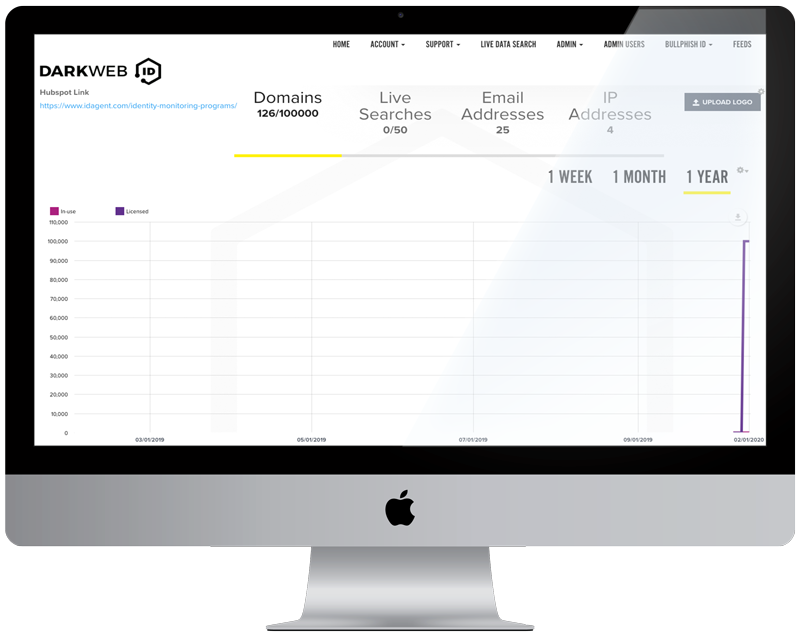 HOME ACCOUNT SUPPORT LIVE DATA SEARCH ADMIN ADMIN USERS BULLPHISH ID FEEDS
DARKWEB ID
Hubspot Link
https://www.idagent.com/identity-monitoring-programs/
Domains
126/100000
Live
Searches
0/50
Email
Addresses
25
IP
Addresses
4
UPLOAD LOGO
1 WEEK 1 MONTH 1 YEAR
In-use Licensed
110,000
100,000
90,000
80,000
70,000
60,000
50,000
40,000
30,000
20,000
10,000
0
03/01/2019 05/01/2019 07/01/2019 09/01/2019 02/01/2020